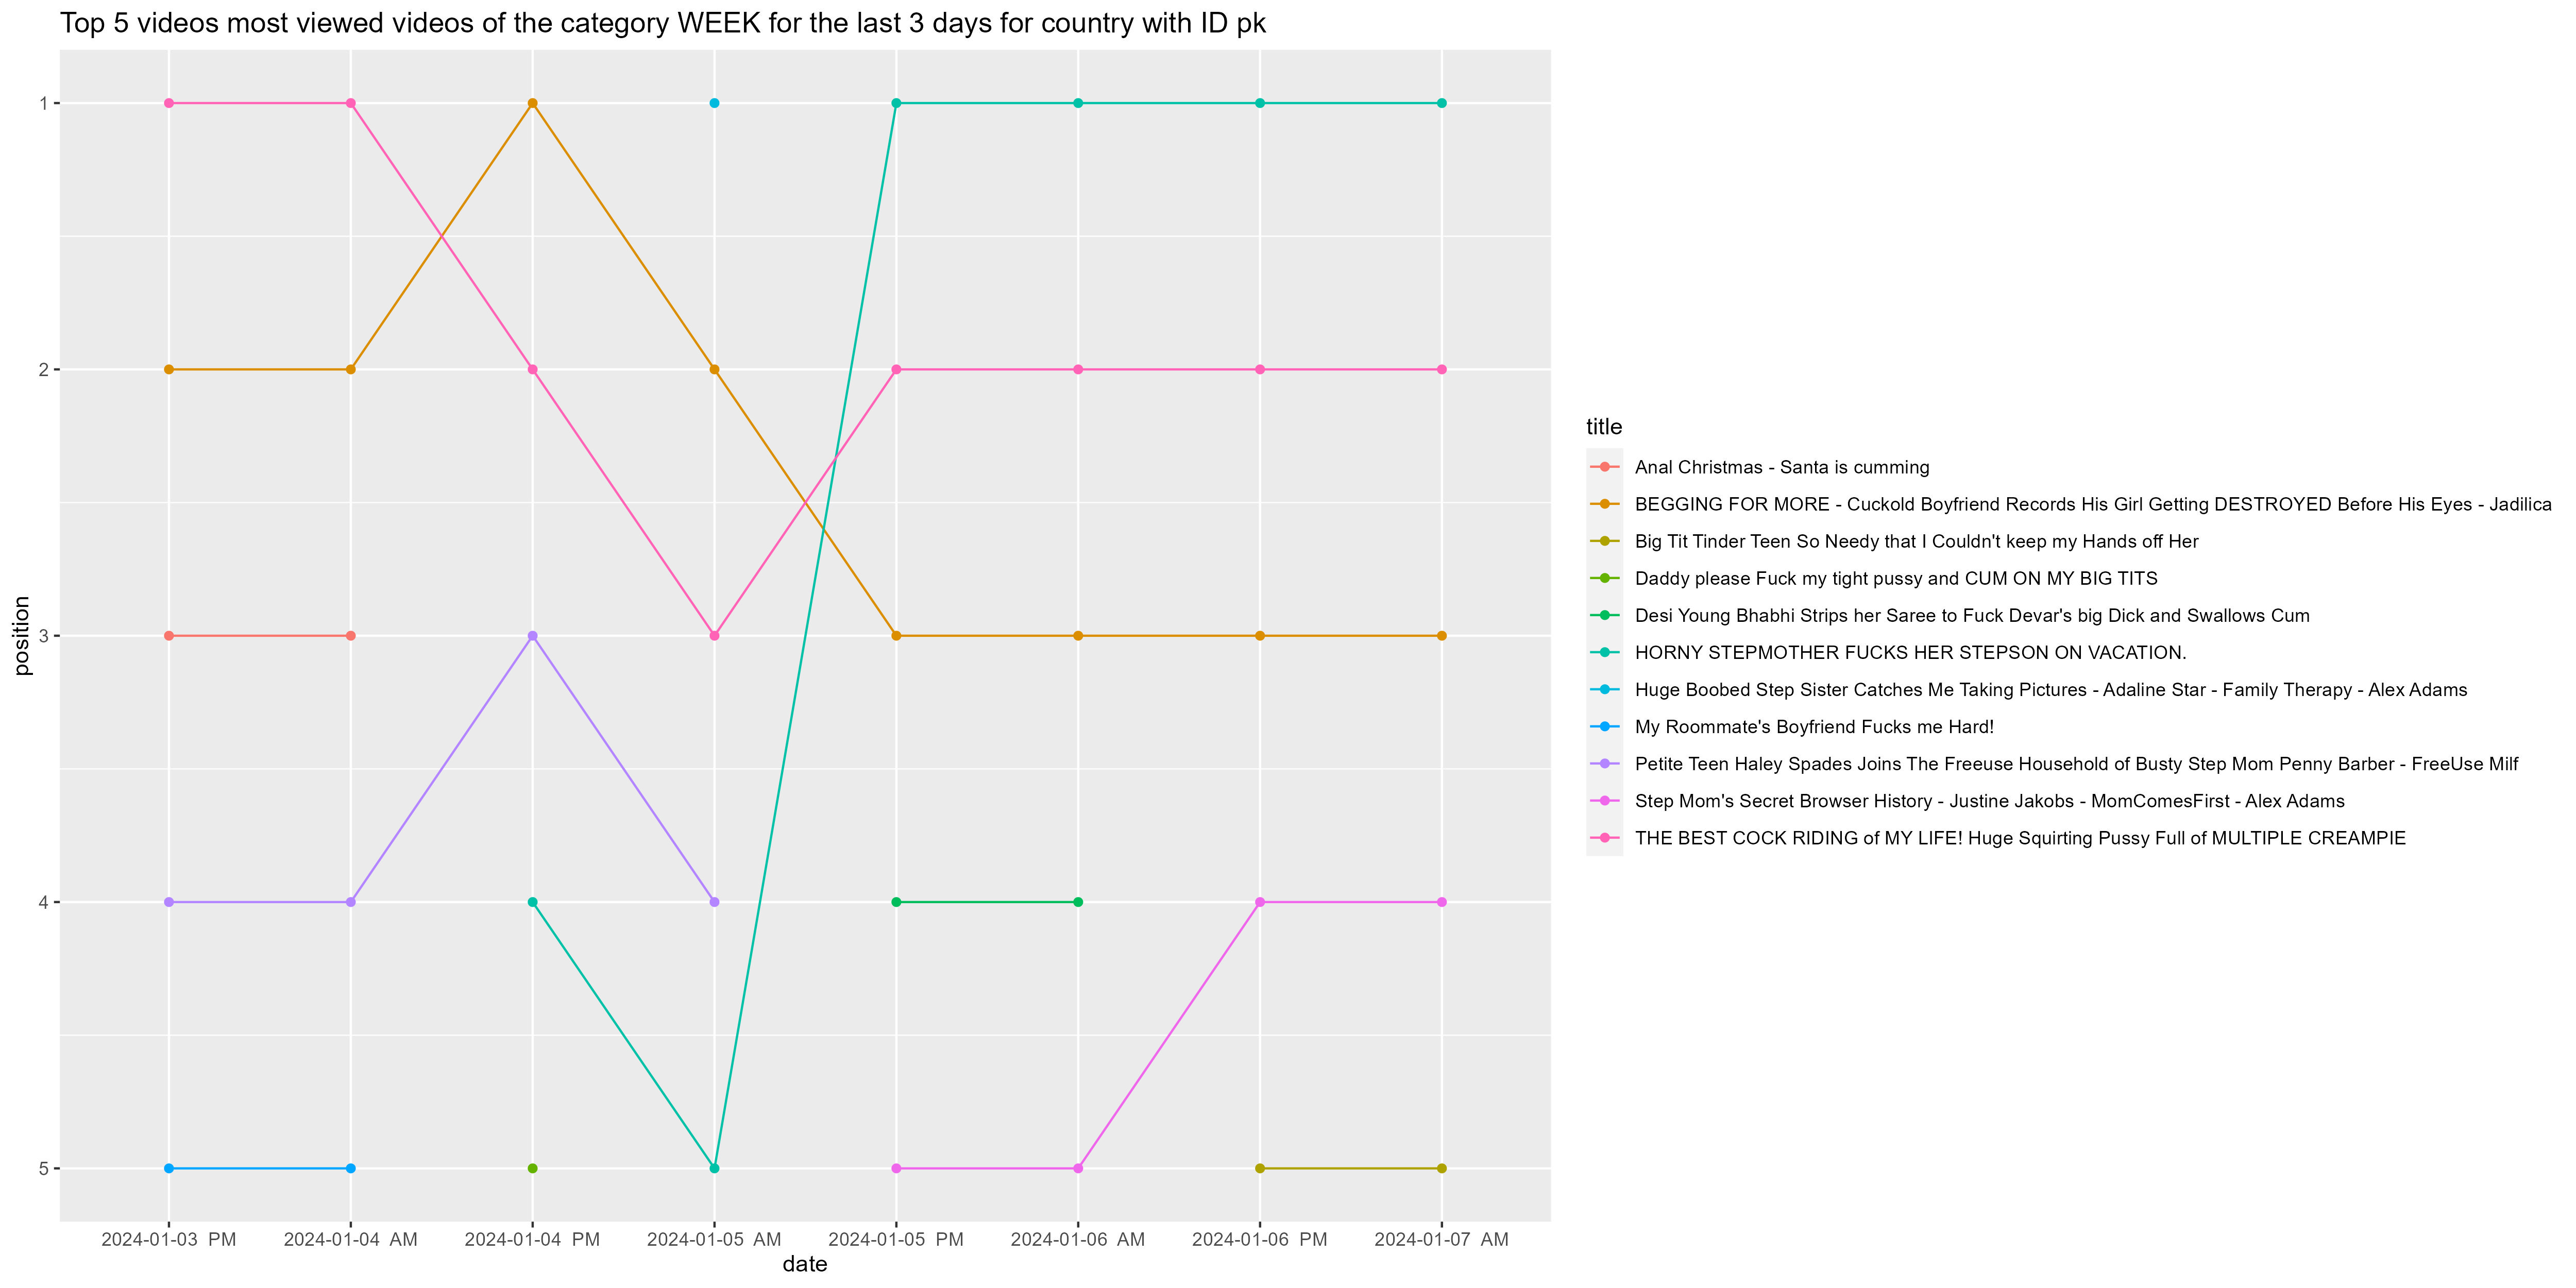 Top 5 videos most viewed videos of the category WEEK for the last 3 days for country with ID pk
position
1
2
3
4
5
2024-01-03 PM
2024-01-04 AM
2024-01-04 PM
2024-01-05 AM
2024-01-05 PM
2024-01-06 AM
2024-01-06 PM
2024-01-07 AM
date
title
Anal Christmas - Santa is cumming
BEGGING FOR MORE - Cuckold Boyfriend Records His Girl Getting DESTROYED Before His Eyes - Jadilica
Big Tit Tinder Teen So Needy that I Couldn't keep my Hands off Her
Daddy please Fuck my tight pussy and CUM ON MY BIG TITS
Desi Young Bhabhi Strips her Saree to Fuck Devar's big Dick and Swallows Cum
HORNY STEPMOTHER FUCKS HER STEPSON ON VACATION.
Huge Boobed Step Sister Catches Me Taking Pictures - Adaline Star - Family Therapy - Alex Adams
My Roommate's Boyfriend Fucks me Hard!
Petite Teen Haley Spades Joins The Freeuse Household of Busty Step Mom Penny Barber - FreeUse Milf
Step Mom's Secret Browser History - Justine Jakobs - MomComesFirst - Alex Adams
THE BEST COCK RIDING of MY LIFE! Huge Squirting Pussy Full of MULTIPLE CREAMPIE